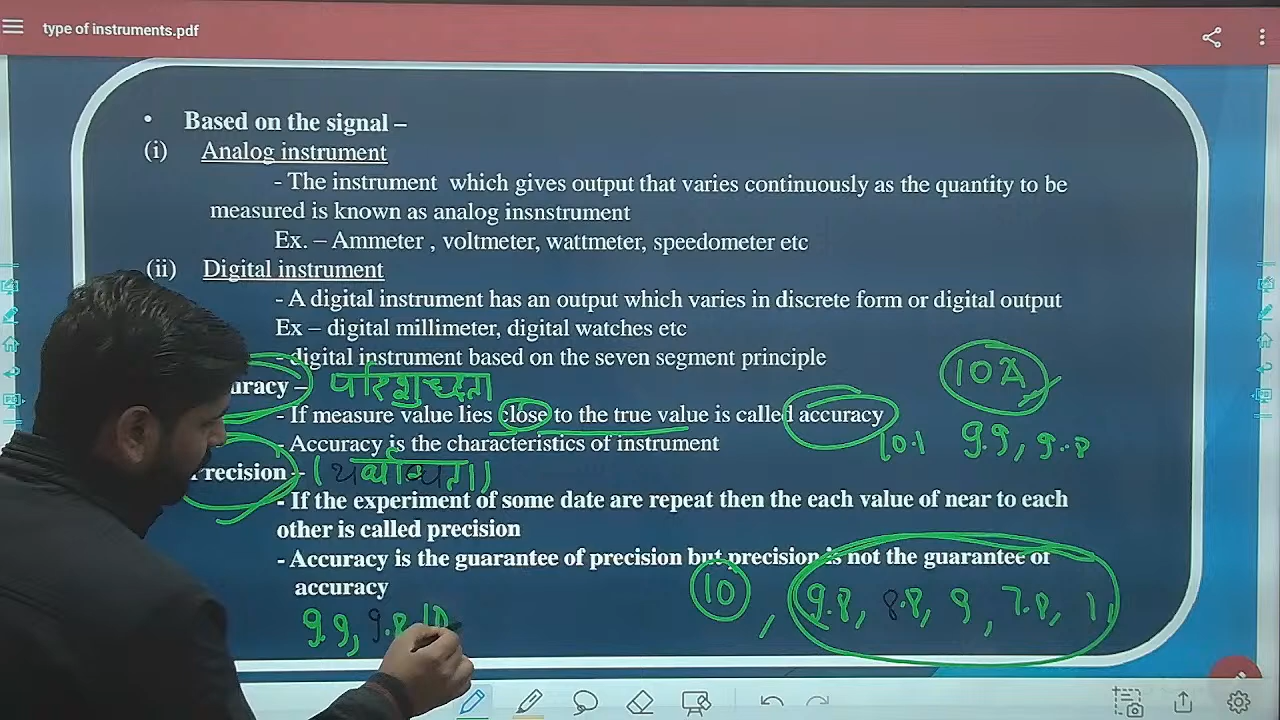 type of instruments.pdf
• Based on the signal –
(i) Analog instrument
- The instrument which gives output that varies continuously as the quantity to be
measured is known as analog insnstrument
Ex. – Ammeter , voltmeter, wattmeter, speedometer etc
(ii) Digital instrument
- A digital instrument has an output which varies in discrete form or digital output
Ex – digital millimeter, digital watches etc
- digital instrument based on the seven segment principle
uracy –
10A
- If measure value lies close to the true value is called accuracy
- Accuracy is the characteristics of instrument
10.1 9.9, 9.8
recision –
- If the experiment of some date are repeat then the each value of near to each
other is called precision
- Accuracy is the guarantee of precision but precision is not the guarantee of
accuracy
10, 9.8, 8.8, 9, 7.8, 1,
9.9, 9.8